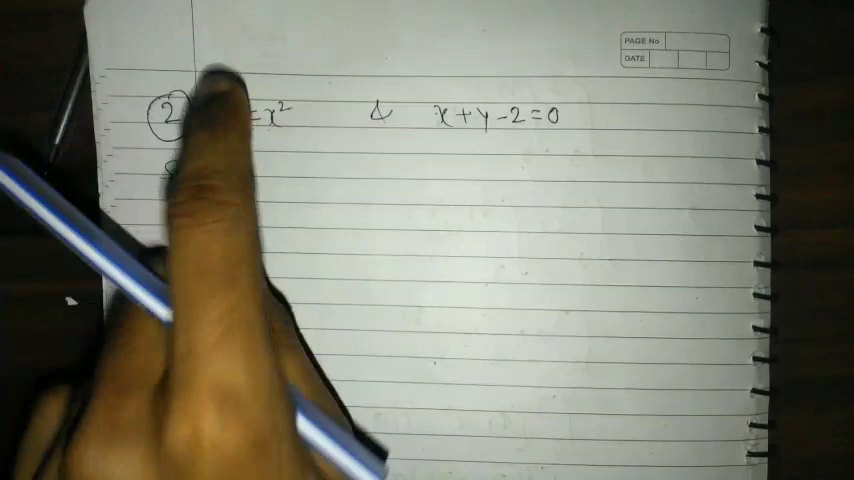 PAGE No
DATE
2 =x² & x+y-2=0